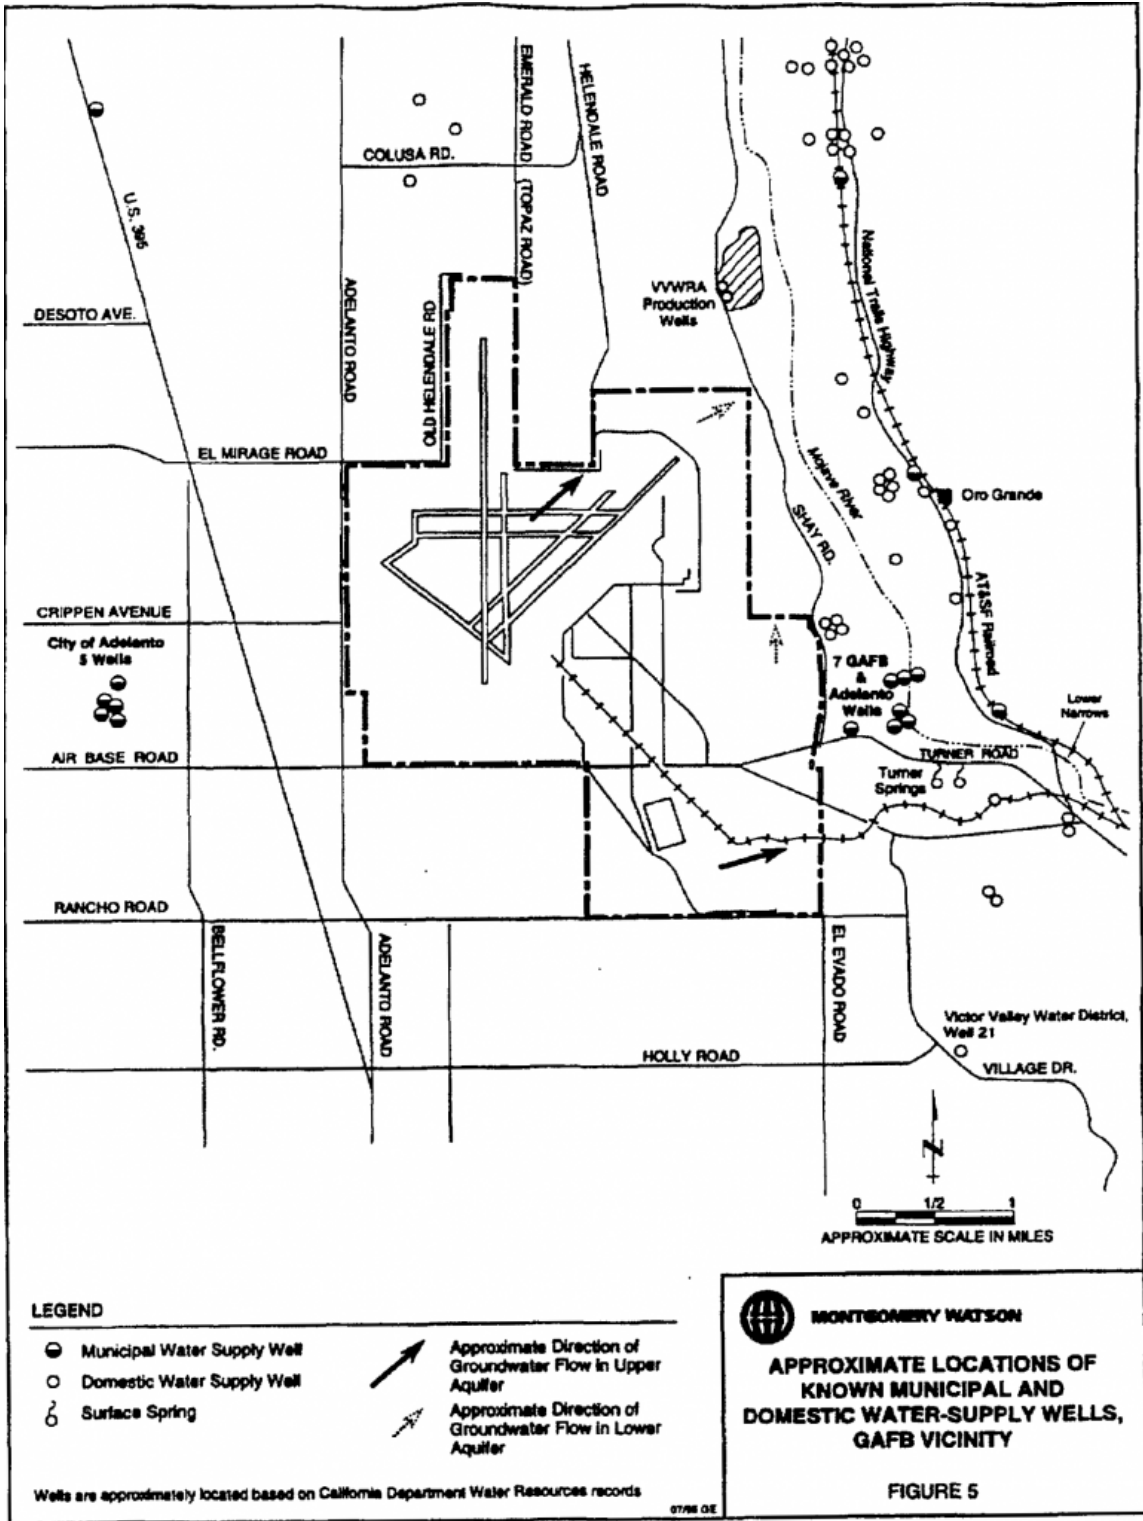 EMERALD ROAD
(TOPAZ ROAD)
HELENDALE ROAD
COLUSA RD.
U.S. 395
ADELANTO ROAD
OLD HELENDALE RD
DESOTO AVE.
VVWRA
Production
Wells
National Trails Highway
EL MIRAGE ROAD
Mojave River
SHAY RD.
Oro Grande
AT&SF Railroad
CRIPPEN AVENUE
City of Adelanto
5 Wells
7 GAFB
&
Adelanto
Wells
Lower
Narrows
AIR BASE ROAD
TURNER ROAD
Turner
Springs
RANCHO ROAD
BELLFLOWER RD.
ADELANTO ROAD
EL EVADO ROAD
Victor Valley Water District,
Well 21
HOLLY ROAD
VILLAGE DR.
N
0 1/2 1
APPROXIMATE SCALE IN MILES
LEGEND
Municipal Water Supply Well
Domestic Water Supply Well
Surface Spring
Approximate Direction of
Groundwater Flow in Upper
Aquifer
Approximate Direction of
Groundwater Flow in Lower
Aquifer
Wells are approximately located based on California Department Water Resources records
MONTGOMERY WATSON
APPROXIMATE LOCATIONS OF
KNOWN MUNICIPAL AND
DOMESTIC WATER-SUPPLY WELLS,
GAFB VICINITY
FIGURE 5